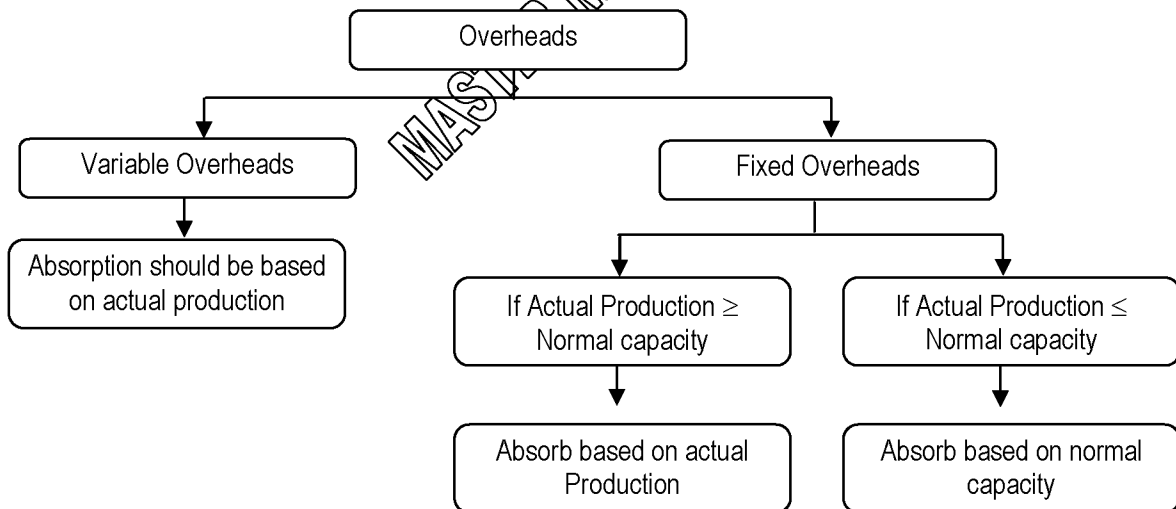 Overheads
MAST
Variable Overheads
Fixed Overheads
Absorption should be based
on actual production
If Actual Production ≥
Normal capacity
If Actual Production ≤
Normal capacity
Absorb based on actual
Production
Absorb based on normal
capacity